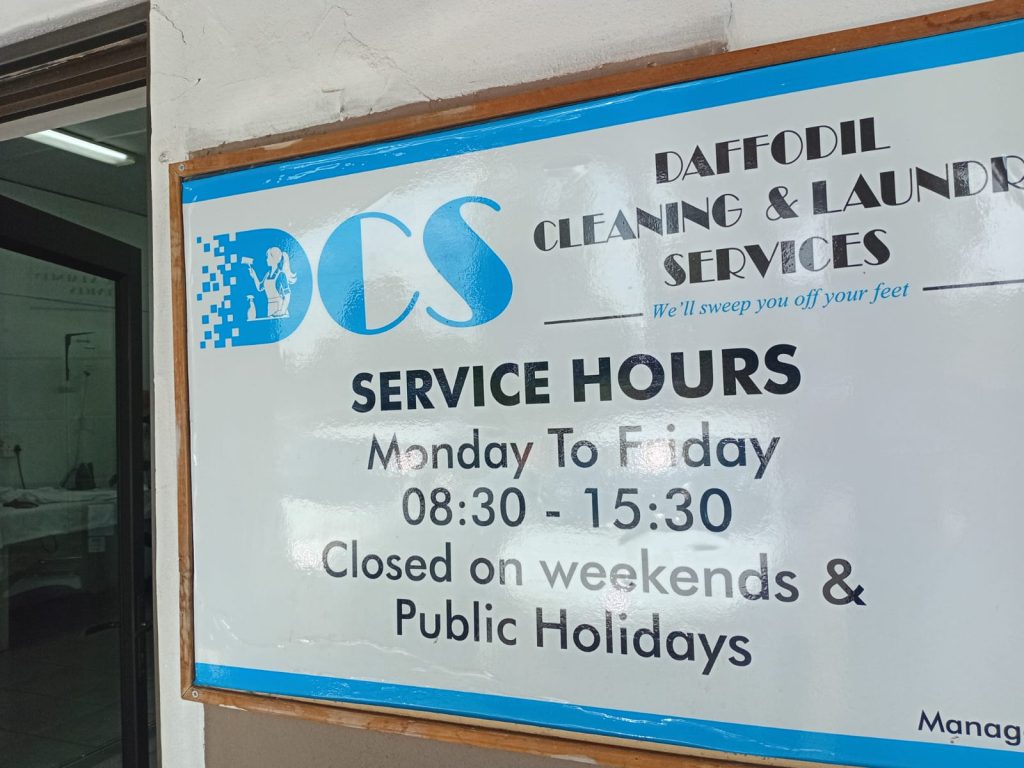 DCS
DAFFODIL
CLEANING & LAUNDR
SERVICES
We'll sweep you off your feet
SERVICE HOURS
Monday To Friday
08:30 - 15:30
Closed on weekends &
Public Holidays
Manag